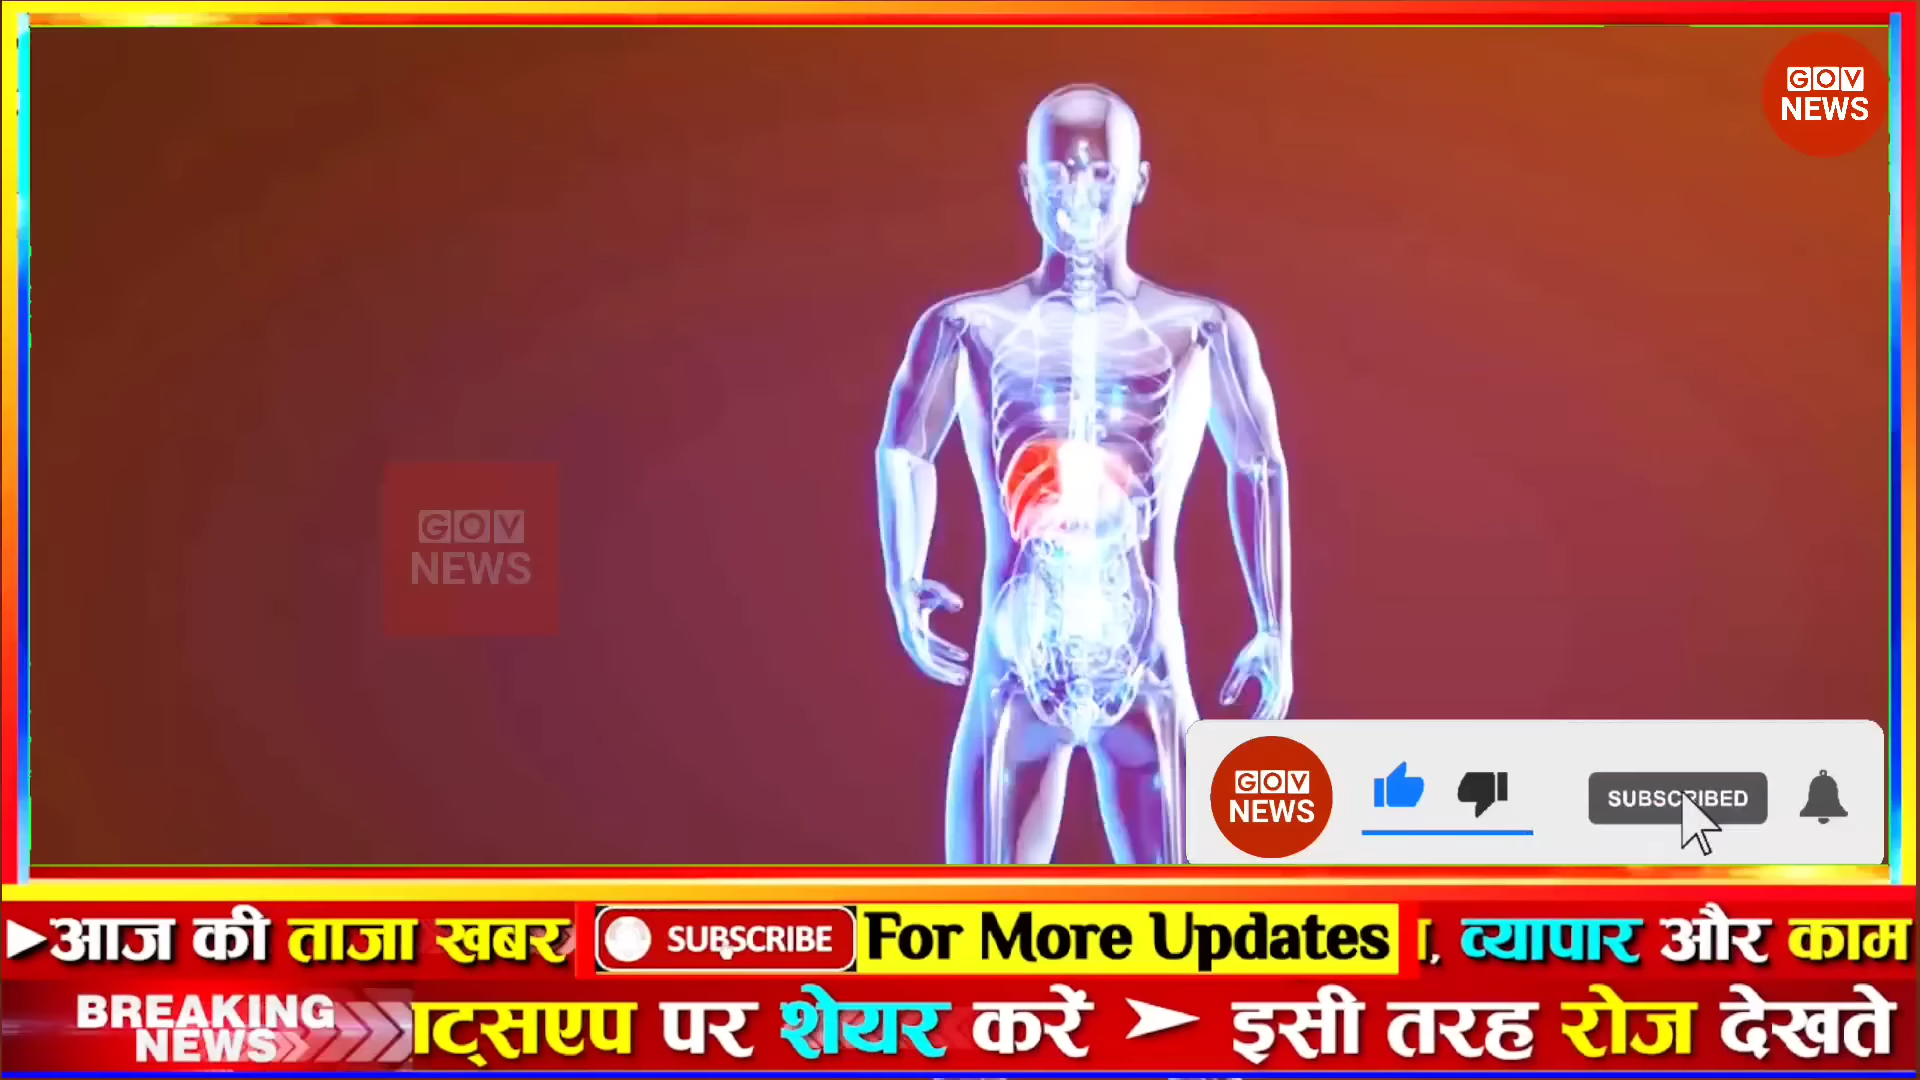 GOV
NEWS
GOV
NEWS
GOV
NEWS
SUBSCRIBED
आज की ताजा खबर
SUBSCRIBE
For More Updates
, व्यापार और काम
BREAKING
NEWS
पर शेयर करें ➤ इसी तरह रोज देखते